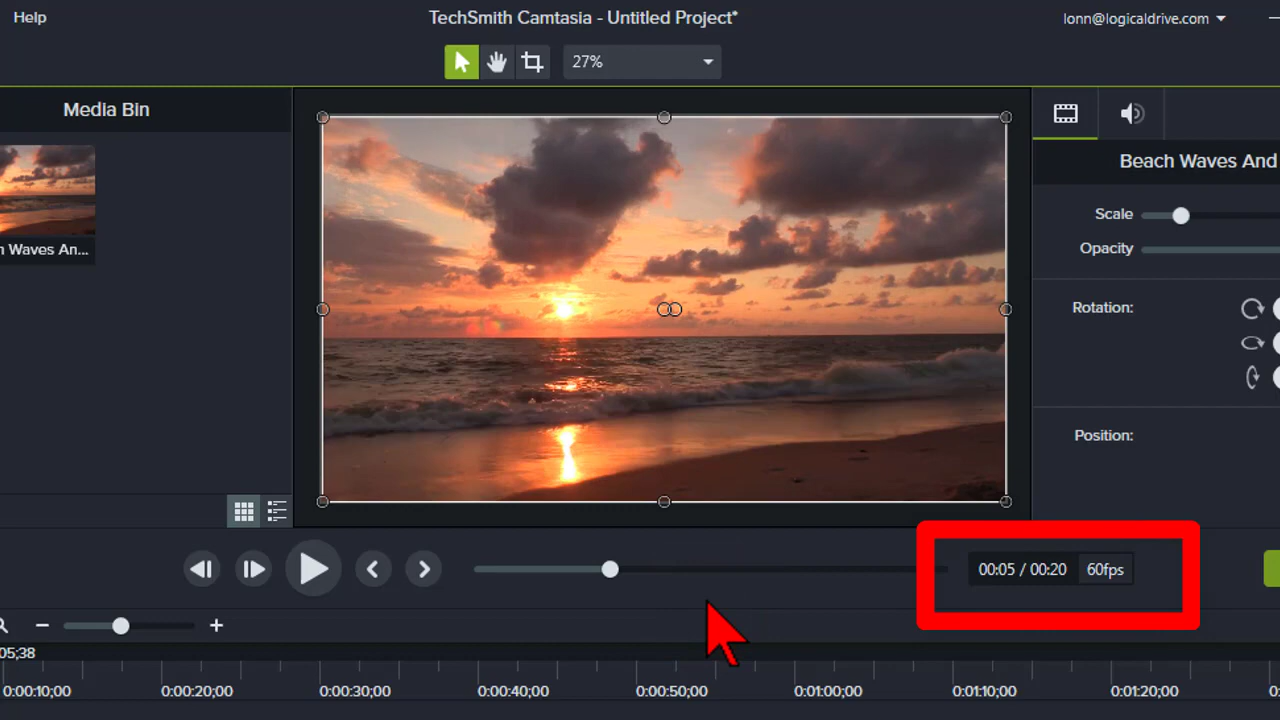 Help
TechSmith Camtasia - Untitled Project*
lonn@logicaldrive.com
27%
Media Bin
Beach Waves And
Scale
Waves An...
Opacity
Rotation:
Position:
00:05 / 00:20
60fps
05;38
0:00:10;00
0:00:20;00
0:00:30;00
0:00:40;00
0:00:50;00
0:01:00;00
0:01:10;00
0:01:20;00